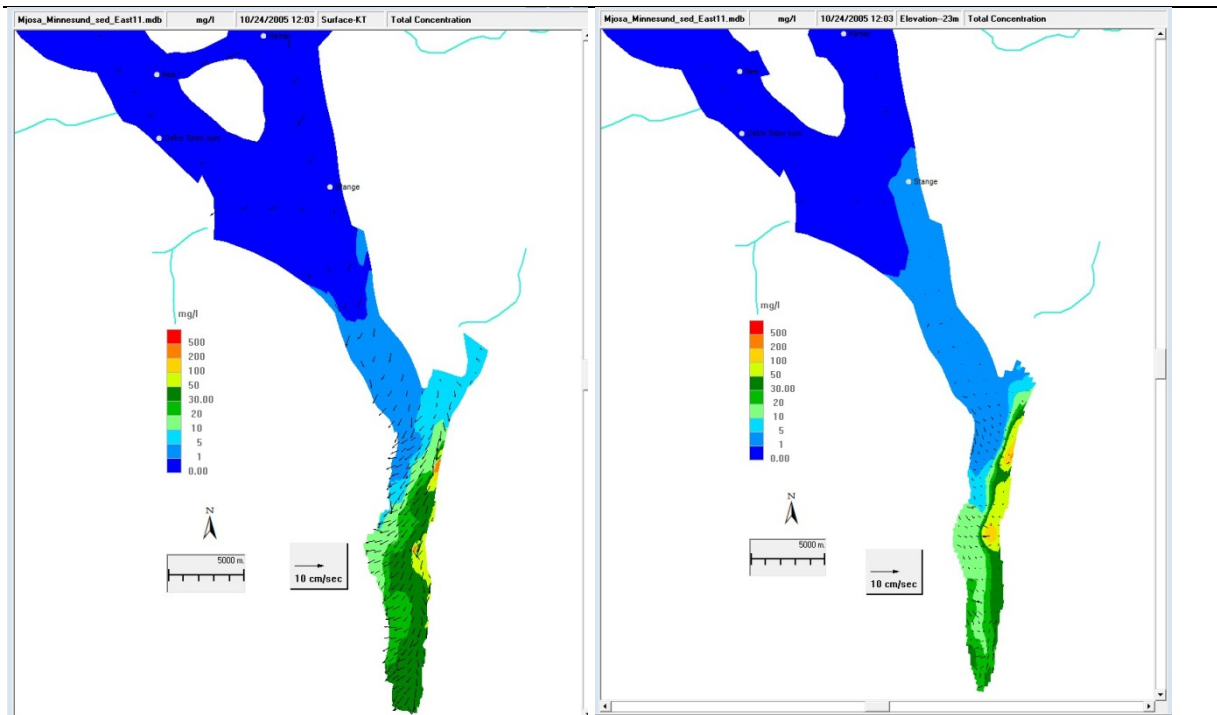 Mjosa_Minnesund_sed_East11.mdb mg/l 10/24/2005 12:03 Surface-KT Total Concentration
Stange
mg/l
500
200
100
50
30.00
20
10
5
1
0.00
N
5000 m.
10 cm/sec
Mjosa_Minnesund_sed_East11.mdb mg/l 10/24/2005 12:03 Elevation--23m Total Concentration
Stange
mg/l
500
200
100
50
30.00
20
10
5
1
0.00
N
5000 m.
10 cm/sec